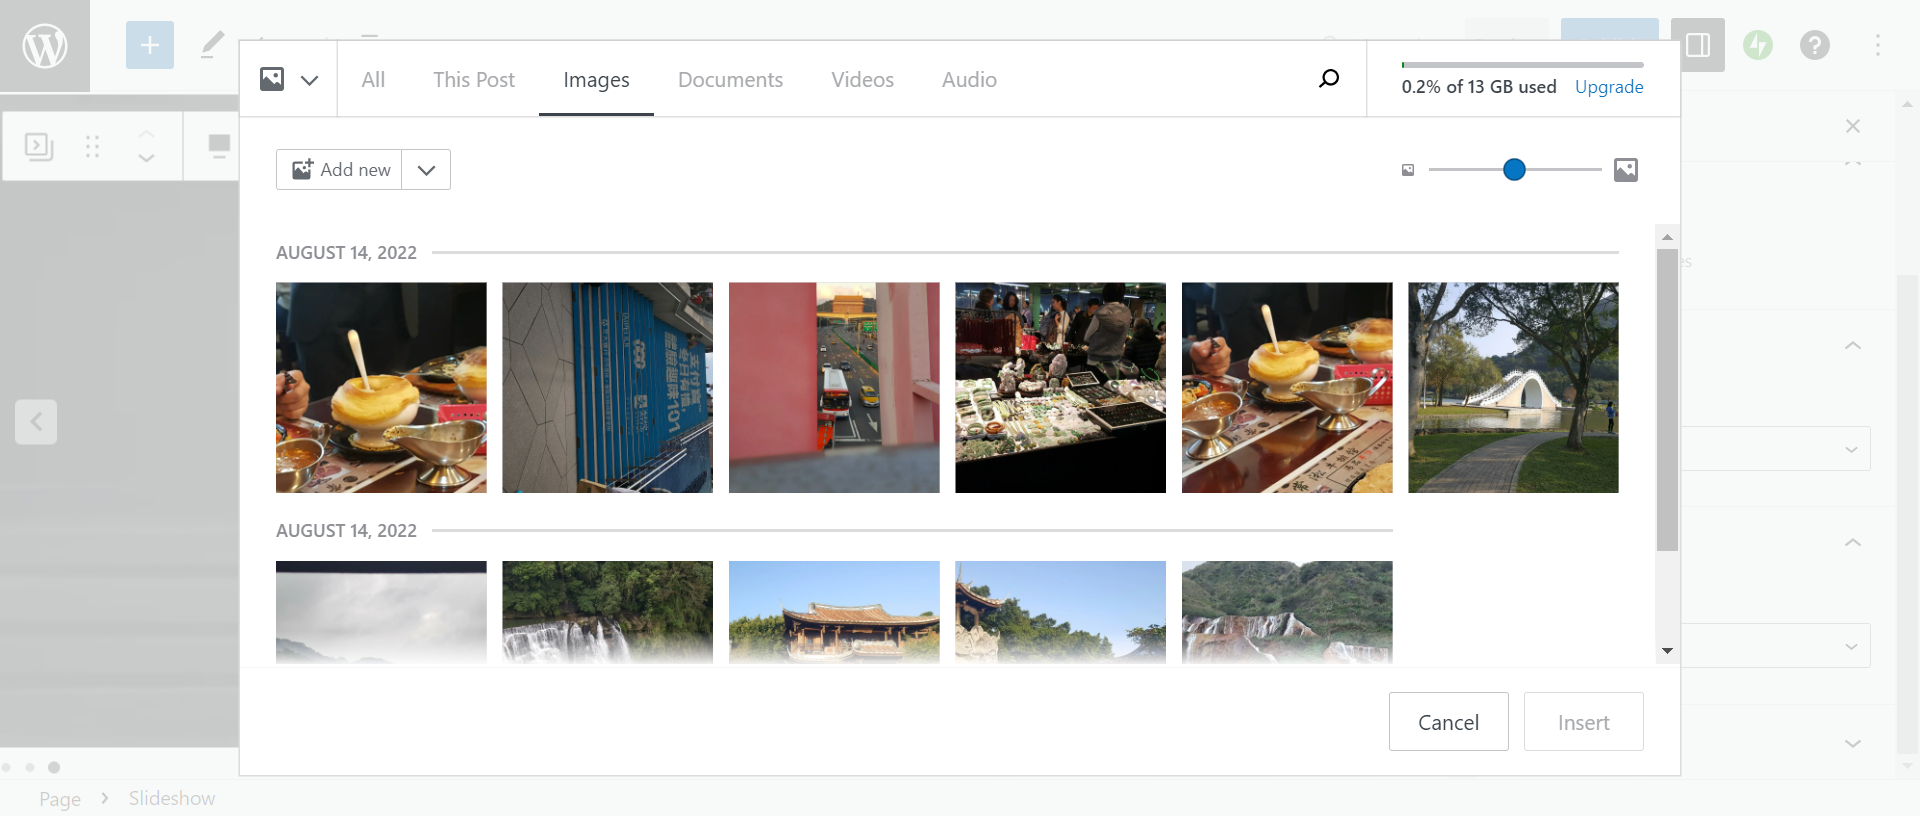 All
This Post
Images
Documents
Videos
Audio
0.2% of 13 GB used
Upgrade
Add new
AUGUST 14, 2022
AUGUST 14, 2022
Cancel
Insert
Page
Slideshow